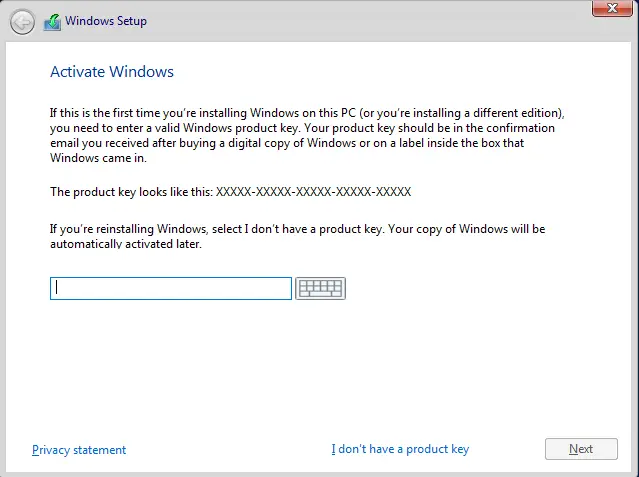 Windows Setup
Activate Windows
If this is the first time you're installing Windows on this PC (or you're installing a different edition),
you need to enter a valid Windows product key. Your product key should be in the confirmation
email you received after buying a digital copy of Windows or on a label inside the box that
Windows came in.
The product key looks like this: XXXXX-XXXXX-XXXXX-XXXXX-XXXXX
If you're reinstalling Windows, select I don't have a product key. Your copy of Windows will be
automatically activated later.
Privacy statement
I don't have a product key
Next